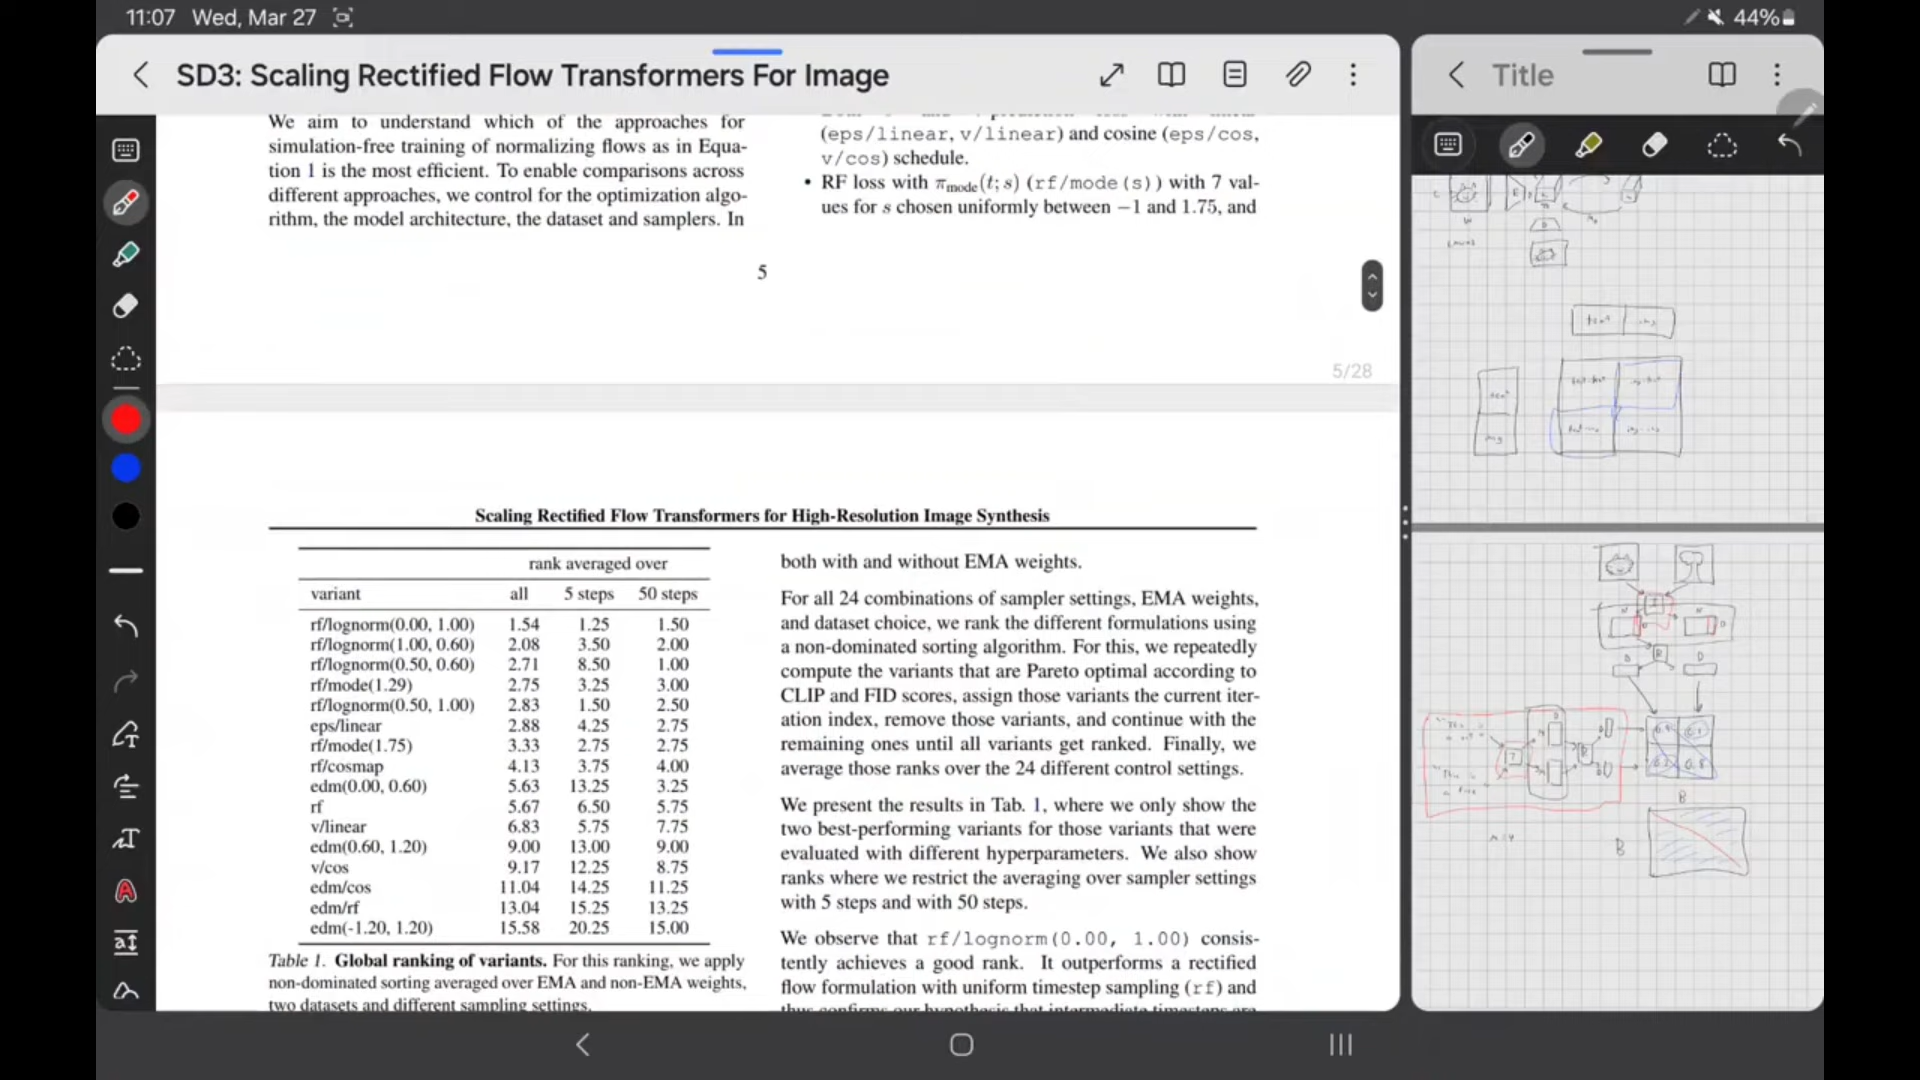 11:07 Wed, Mar 27
44%
SD3: Scaling Rectified Flow Transformers For Image
We aim to understand which of the approaches for
simulation-free training of normalizing flows as in Equa-
tion 1 is the most efficient. To enable comparisons across
different approaches, we control for the optimization algo-
rithm, the model architecture, the dataset and samplers. In
(eps/linear, v/linear) and cosine (eps/cos,
v/cos) schedule.
• RF loss with πmode(t; s) (rf/mode(s)) with 7 val-
ues for s chosen uniformly between −1 and 1.75, and
5
5/28
Scaling Rectified Flow Transformers for High-Resolution Image Synthesis
rank averaged over
variant all 5 steps 50 steps
rf/lognorm(0.00, 1.00) 1.54 1.25 1.50
rf/lognorm(1.00, 0.60) 2.08 3.50 2.00
rf/lognorm(0.50, 0.60) 2.71 8.50 1.00
rf/mode(1.29) 2.75 3.25 3.00
rf/lognorm(0.50, 1.00) 2.83 1.50 2.50
eps/linear 2.88 4.25 2.75
rf/mode(1.75) 3.33 2.75 2.75
rf/cosmap 4.13 3.75 4.00
edm(0.00, 0.60) 5.63 13.25 3.25
rf 5.67 6.50 5.75
v/linear 6.83 5.75 7.75
edm(0.60, 1.20) 9.00 13.00 9.00
v/cos 9.17 12.25 8.75
edm/cos 11.04 14.25 11.25
edm/rf 13.04 15.25 13.25
edm(-1.20, 1.20) 15.58 20.25 15.00
Table 1. Global ranking of variants. For this ranking, we apply
non-dominated sorting averaged over EMA and non-EMA weights,
two datasets and different sampling settings.
both with and without EMA weights.
For all 24 combinations of sampler settings, EMA weights,
and dataset choice, we rank the different formulations using
a non-dominated sorting algorithm. For this, we repeatedly
compute the variants that are Pareto optimal according to
CLIP and FID scores, assign those variants the current iter-
ation index, remove those variants, and continue with the
remaining ones until all variants get ranked. Finally, we
average those ranks over the 24 different control settings.
We present the results in Tab. 1, where we only show the
two best-performing variants for those variants that were
evaluated with different hyperparameters. We also show
ranks where we restrict the averaging over sampler settings
with 5 steps and with 50 steps.
We observe that rf/lognorm(0.00, 1.00) consis-
tently achieves a good rank. It outperforms a rectified
flow formulation with uniform timestep sampling (rf) and
thus confirms our hypothesis that intermediate timesteps are
Title
text
img
B
B